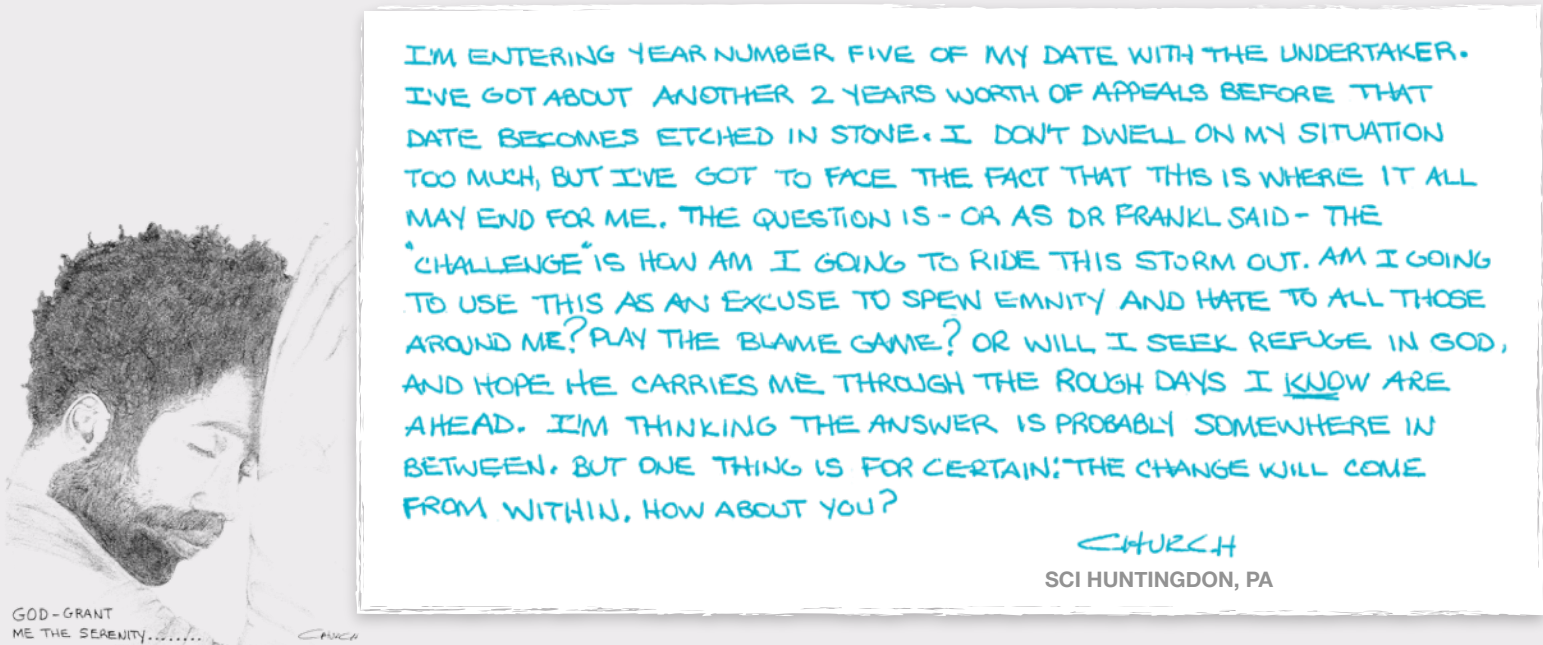 I'M ENTERING YEAR NUMBER FIVE OF MY DATE WITH THE UNDERTAKER.
I'VE GOT ABOUT ANOTHER 2 YEARS WORTH OF APPEALS BEFORE THAT
DATE BECOMES ETCHED IN STONE. I DON'T DWELL ON MY SITUATION
TOO MUCH, BUT I'VE GOT TO FACE THE FACT THAT THIS IS WHERE IT ALL
MAY END FOR ME. THE QUESTION IS - OR AS DR FRANKL SAID - THE
"CHALLENGE" IS HOW AM I GOING TO RIDE THIS STORM OUT. AM I GOING
TO USE THIS AS AN EXCUSE TO SPEW EMNITY AND HATE TO ALL THOSE
AROUND ME? PLAY THE BLAME GAME? OR WILL I SEEK REFUGE IN GOD,
AND HOPE HE CARRIES ME THROUGH THE ROUGH DAYS I KNOW ARE
AHEAD. I'M THINKING THE ANSWER IS PROBABLY SOMEWHERE IN
BETWEEN. BUT ONE THING IS FOR CERTAIN: THE CHANGE WILL COME
FROM WITHIN. HOW ABOUT YOU?
CHURCH
SCI HUNTINGDON, PA
GOD-GRANT
ME THE SERENITY........
CHURCH